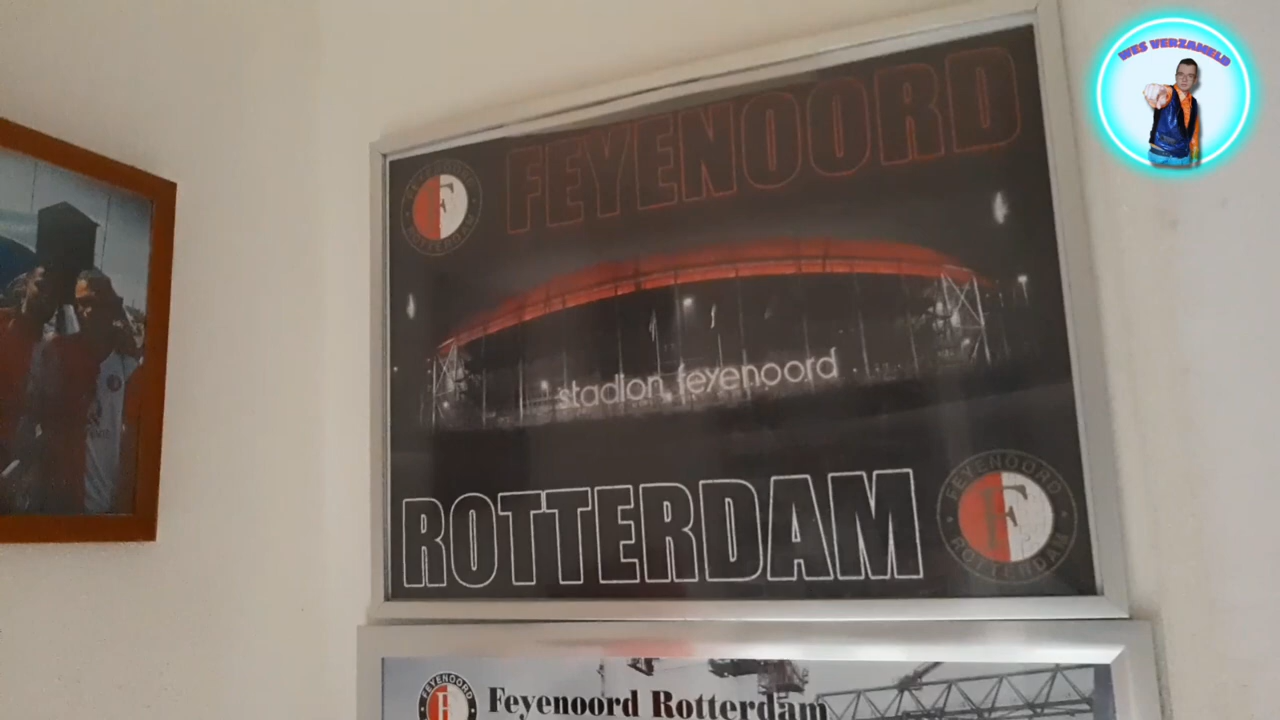 WES VERZAMELD
FEYENOORD
FEYENOORD
F
ROTTERDAM
stadion feyenoord
ROTTERDAM
FEYENOORD
F
ROTTERDAM
FEYENOORD
F
Feyenoord Rotterdam